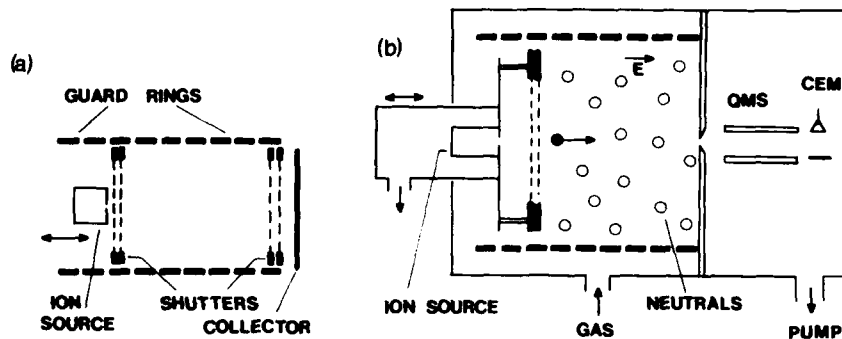 (a)
GUARD RINGS
ION
SOURCE
SHUTTERS
COLLECTOR
(b)
E
QMS
CEM
ION SOURCE
GAS
NEUTRALS
PUMP